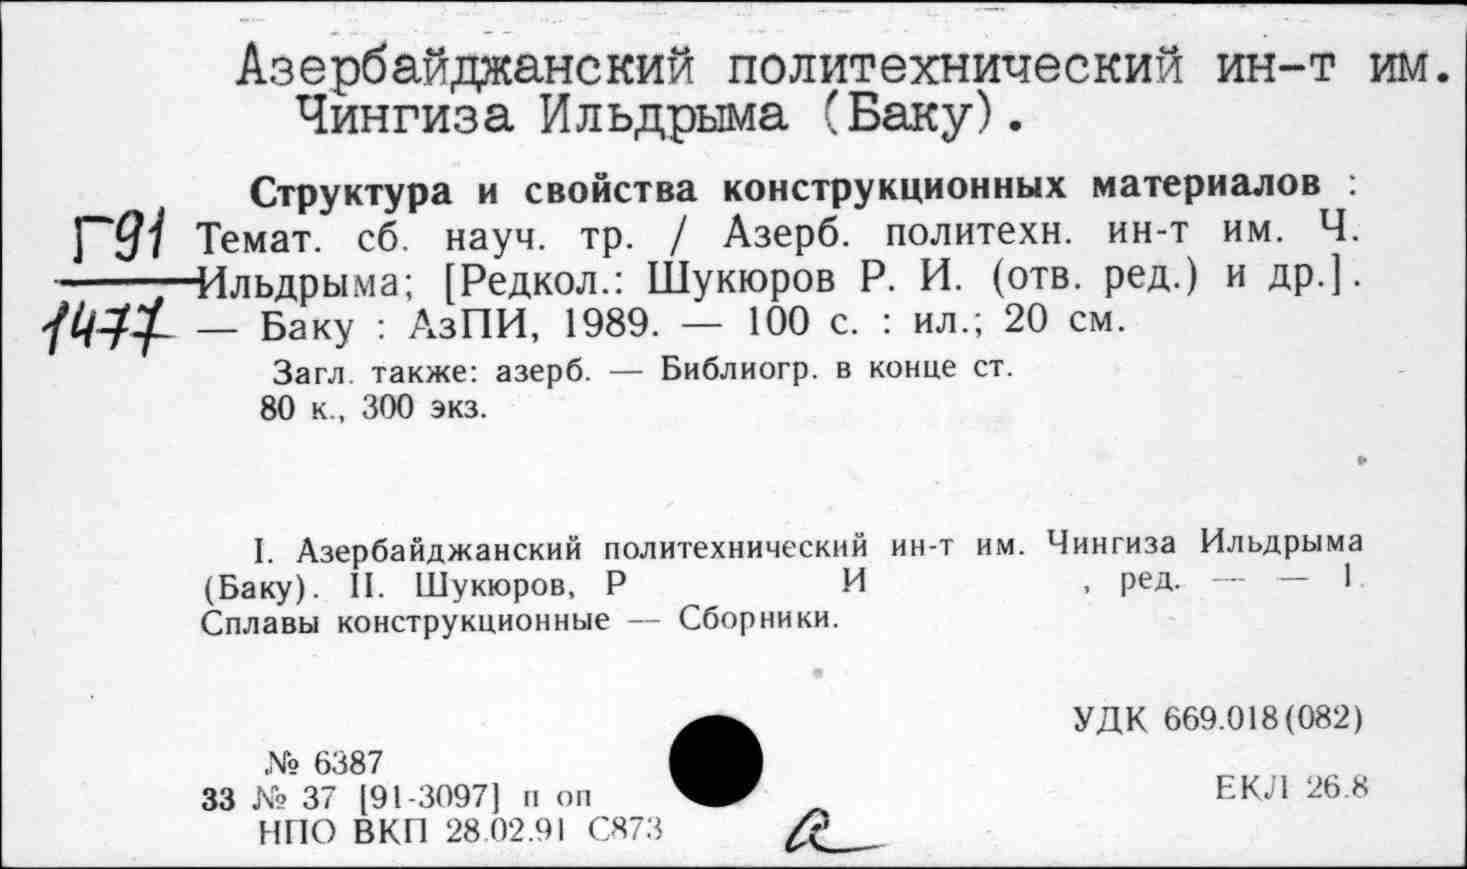 Азербайджанский политехнический ин-т им.
Чингиза Ильдрыма (Баку).
Структура и свойства конструкционных материалов :
Г91 Темат. сб. науч. тр. / Азерб. политехн. ин-т им. Ч.
Ильдрыма; [Редкол.: Шукюров Р. И. (отв. ред.) и др.].
1477 — Баку : АзПИ, 1989. — 100 с. : ил.; 20 см.
Загл. также: азерб. — Библиогр. в конце ст.
80 к., 300 экз.
I. Азербайджанский политехнический ин-т им. Чингиза Ильдрыма
(Баку). II. Шукюров, Р И , ред. — — 1.
Сплавы конструкционные — Сборники.
УДК 669.018(082)
№ 6387
33 № 37 [91-3097] п оп
ЕКЛ 26.8
НПО ВКП 28.02.91 С873